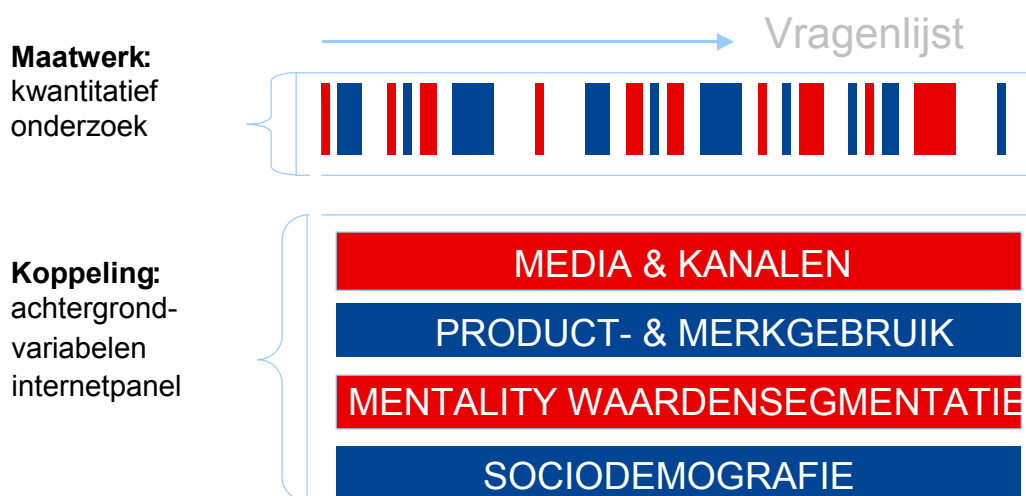 Vragenlijst
Maatwerk:
kwantitatief
onderzoek
Koppeling:
achtergrond-
variabelen
internetpanel
MEDIA & KANALEN
PRODUCT- & MERKGEBRUIK
MENTALITY WAARDENSEGMENTATIE
SOCIODEMOGRAFIE